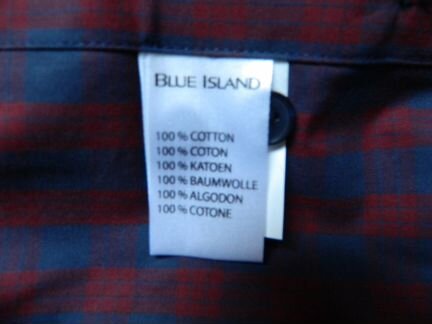 BLUE ISLAND
100% COTTON
100% COTON
100% KATOEN
100% BAUMWOLLE
100% ALGODON
100% COTONE